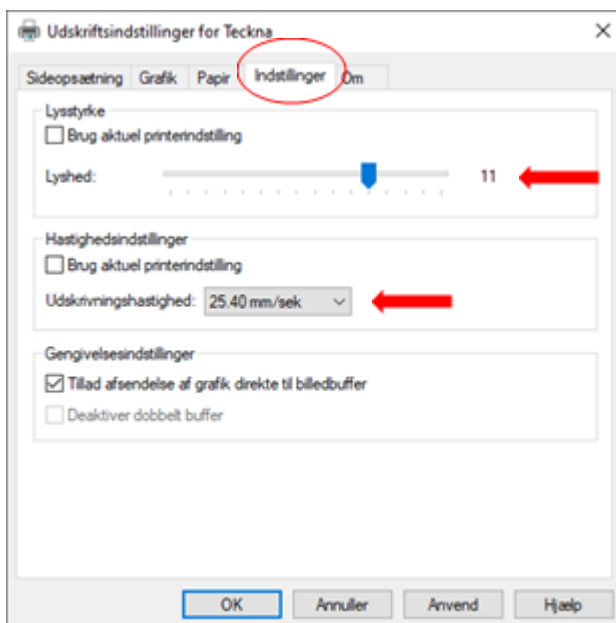 Udskriftsindstillinger for Teckna
Sideopsætning Grafik Papir Indstillinger Om
Lysstyrke
Brug aktuel printerindstilling
Lyshed: 11
Hastighedsindstillinger
Brug aktuel printerindstilling
Udskrivningshastighed: 25.40 mm/sek
Gengivelsesindstillinger
Tillad afsendelse af grafik direkte til billedbuffer
Deaktiver dobbelt buffer
OK Annuller Anvend Hjælp